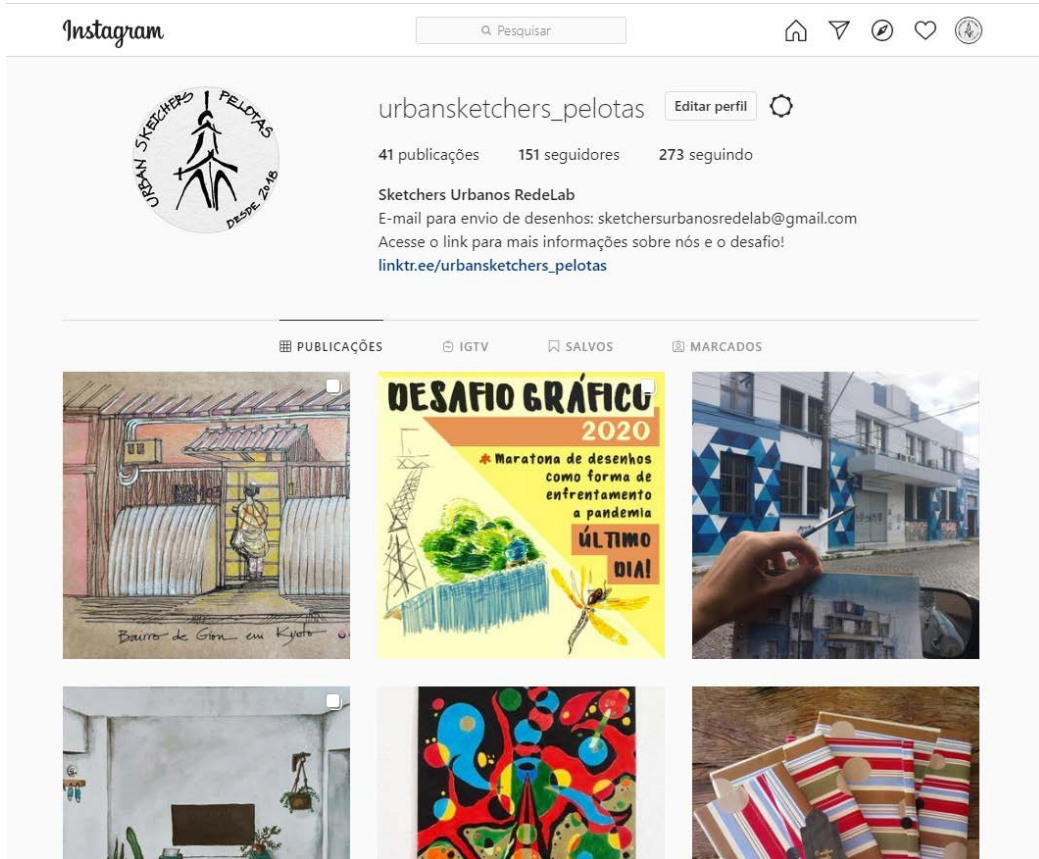 Instagram
Pesquisar
URBAN SKETCHERS PELOTAS
DESDE 2018
urbansketchers_pelotas Editar perfil
41 publicações 151 seguidores 273 seguindo
Sketchers Urbanos RedeLab
E-mail para envio de desenhos: sketchersurbanosredelab@gmail.com
Acesse o link para mais informações sobre nós e o desafio!
linktr.ee/urbansketchers_pelotas
PUBLICAÇÕES IGTV SALVOS MARCADOS
Bairro de Gion em Kyoto
DESAFIO GRÁFICO
2020
* Maratona de desenhos
como forma de
enfrentamento
a pandemia
ÚLTIMO
DIA!